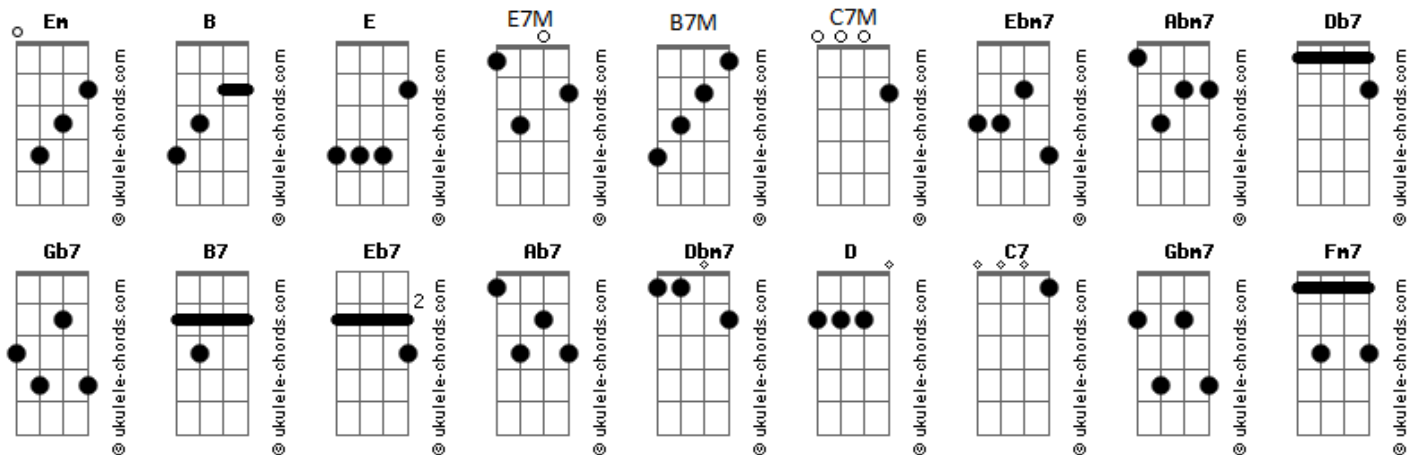 Em B E E7M B7M C7M Ebm7 Abm7 Db7
© ukulele-chords.com © ukulele-chords.com © ukulele-chords.com © ukulele-chords.com © ukulele-chords.com © ukulele-chords.com © ukulele-chords.com © ukulele-chords.com © ukulele-chords.com
Gb7 B7 Eb7 Ab7 Dbm7 D C7 Gbm7 Fm7
2
© ukulele-chords.com © ukulele-chords.com © ukulele-chords.com © ukulele-chords.com © ukulele-chords.com © ukulele-chords.com © ukulele-chords.com © ukulele-chords.com © ukulele-chords.com